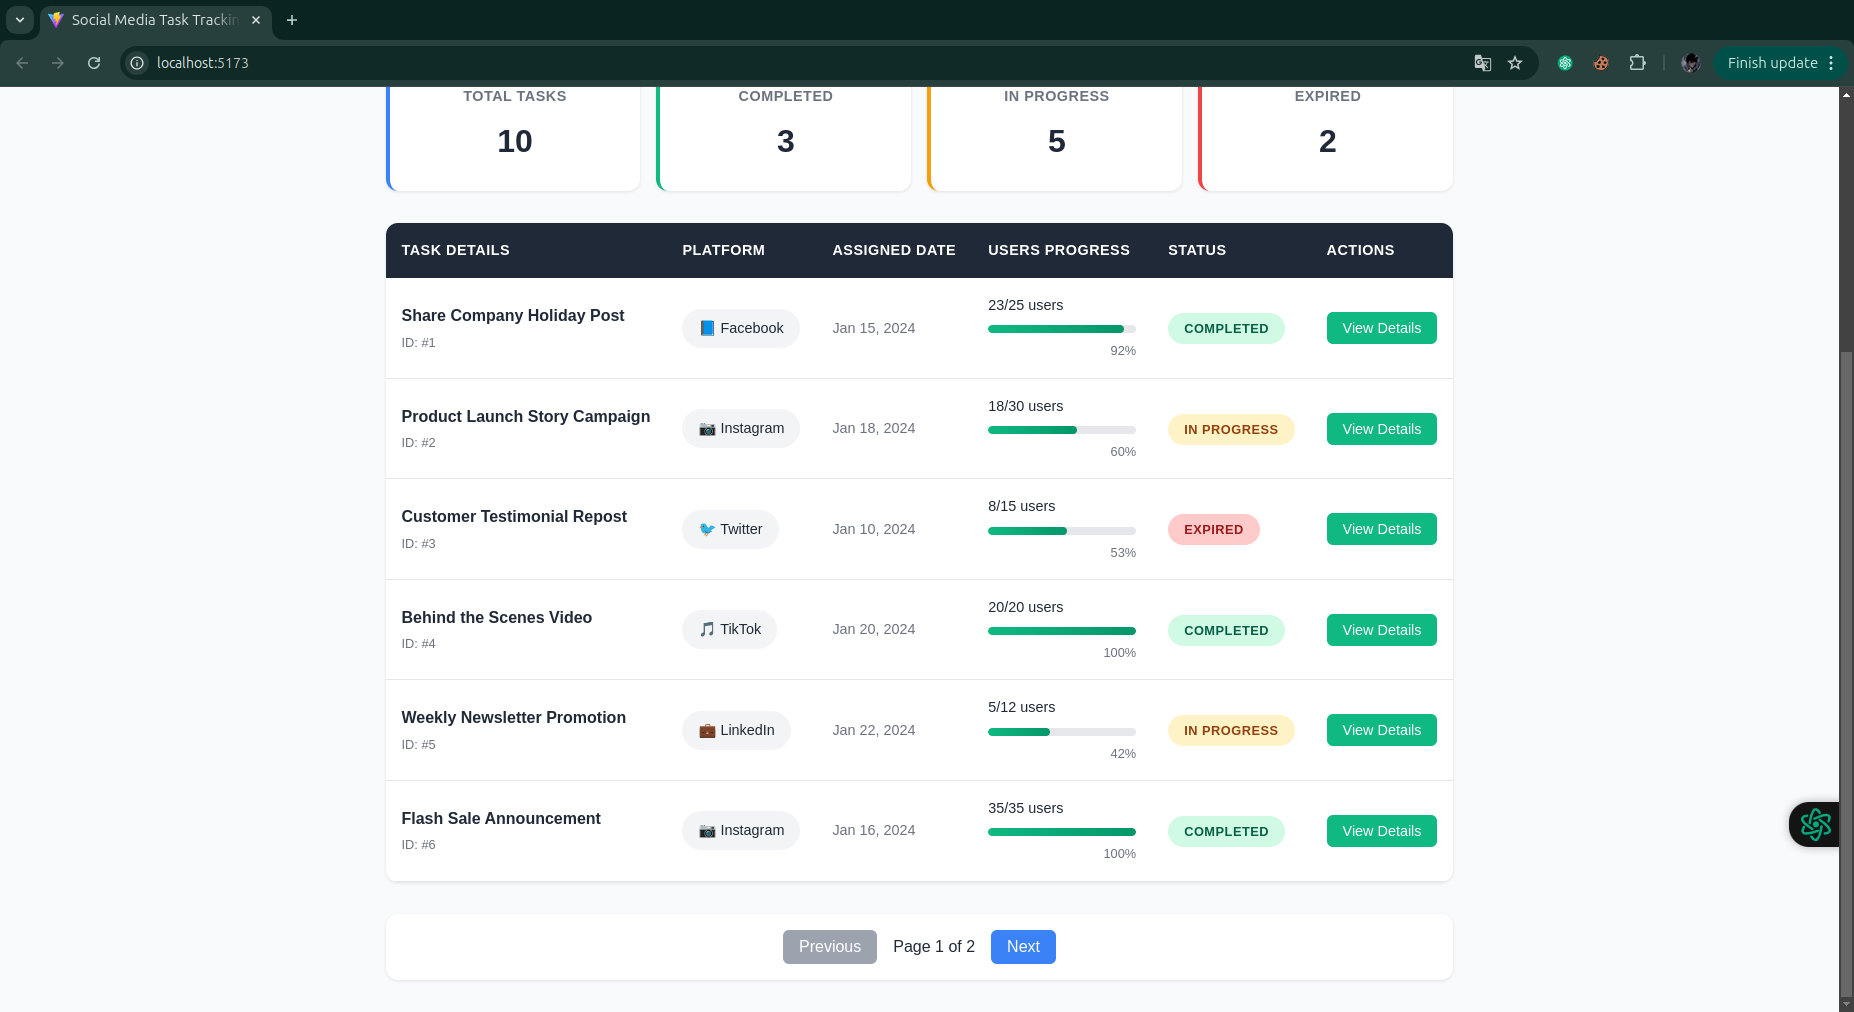 Social Media Task Trackin
localhost:5173
Finish update
TOTAL TASKS
10
COMPLETED
3
IN PROGRESS
5
EXPIRED
2
TASK DETAILS PLATFORM ASSIGNED DATE USERS PROGRESS STATUS ACTIONS
Share Company Holiday Post
ID: #1
Facebook
Jan 15, 2024
23/25 users
92%
COMPLETED
View Details
Product Launch Story Campaign
ID: #2
Instagram
Jan 18, 2024
18/30 users
60%
IN PROGRESS
View Details
Customer Testimonial Repost
ID: #3
Twitter
Jan 10, 2024
8/15 users
53%
EXPIRED
View Details
Behind the Scenes Video
ID: #4
TikTok
Jan 20, 2024
20/20 users
100%
COMPLETED
View Details
Weekly Newsletter Promotion
ID: #5
LinkedIn
Jan 22, 2024
5/12 users
42%
IN PROGRESS
View Details
Flash Sale Announcement
ID: #6
Instagram
Jan 16, 2024
35/35 users
100%
COMPLETED
View Details
Previous Page 1 of 2 Next